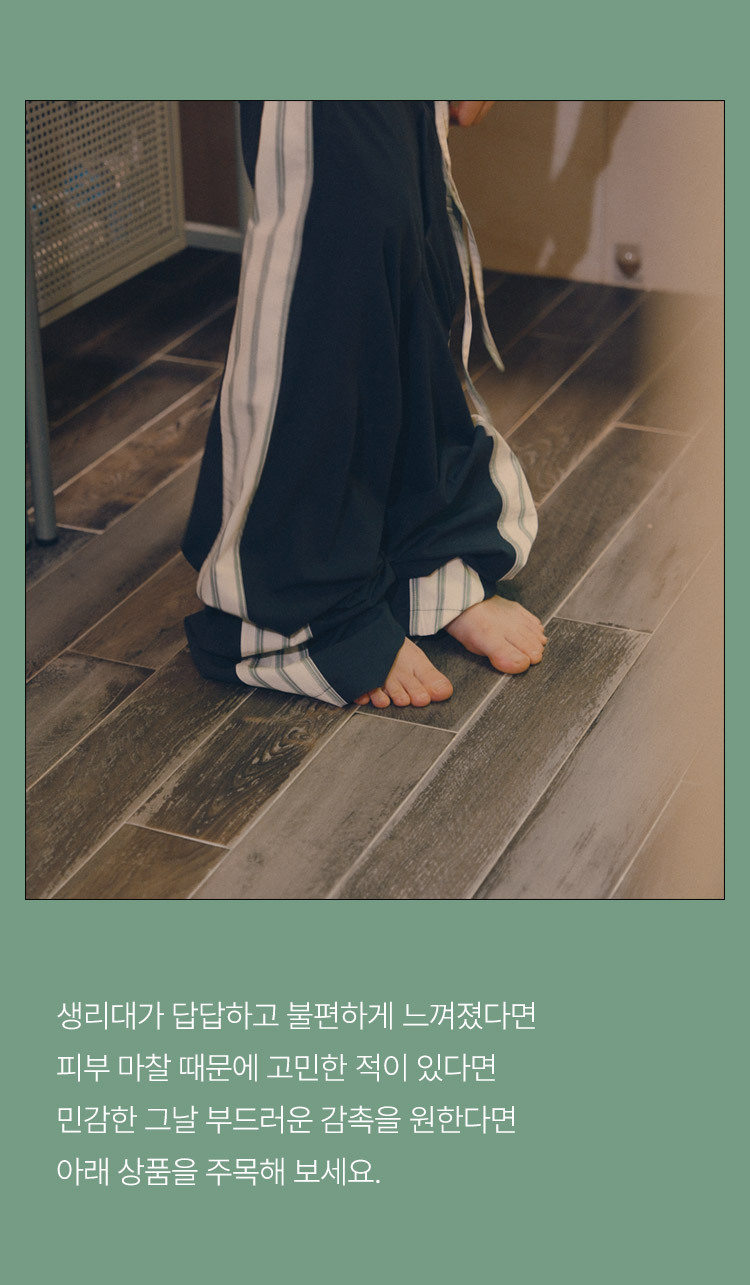 생리대가 답답하고 불편하게 느껴졌다면
피부 마찰 때문에 고민한 적이 있다면
민감한 그날 부드러운 감촉을 원한다면
아래 상품을 주목해 보세요.